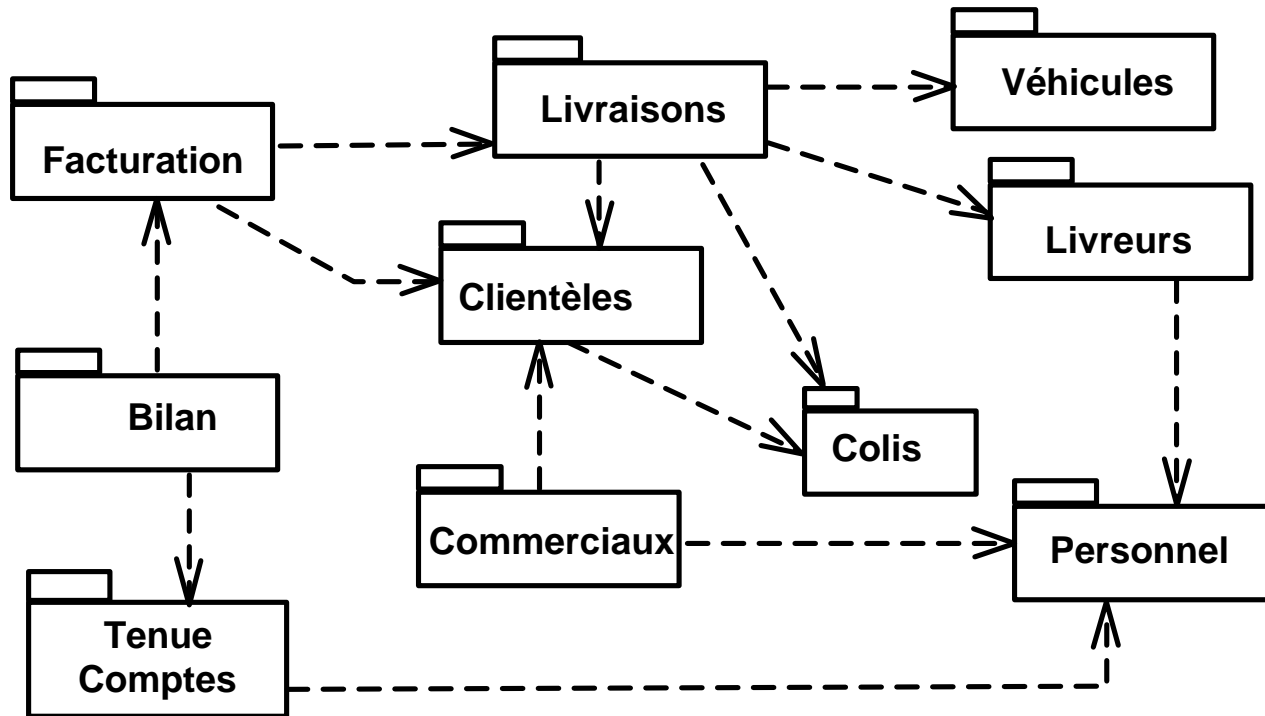 Véhicules
Livraisons
Facturation
Livreurs
Clientèles
Bilan
Colis
Commerciaux
Personnel
Tenue
Comptes